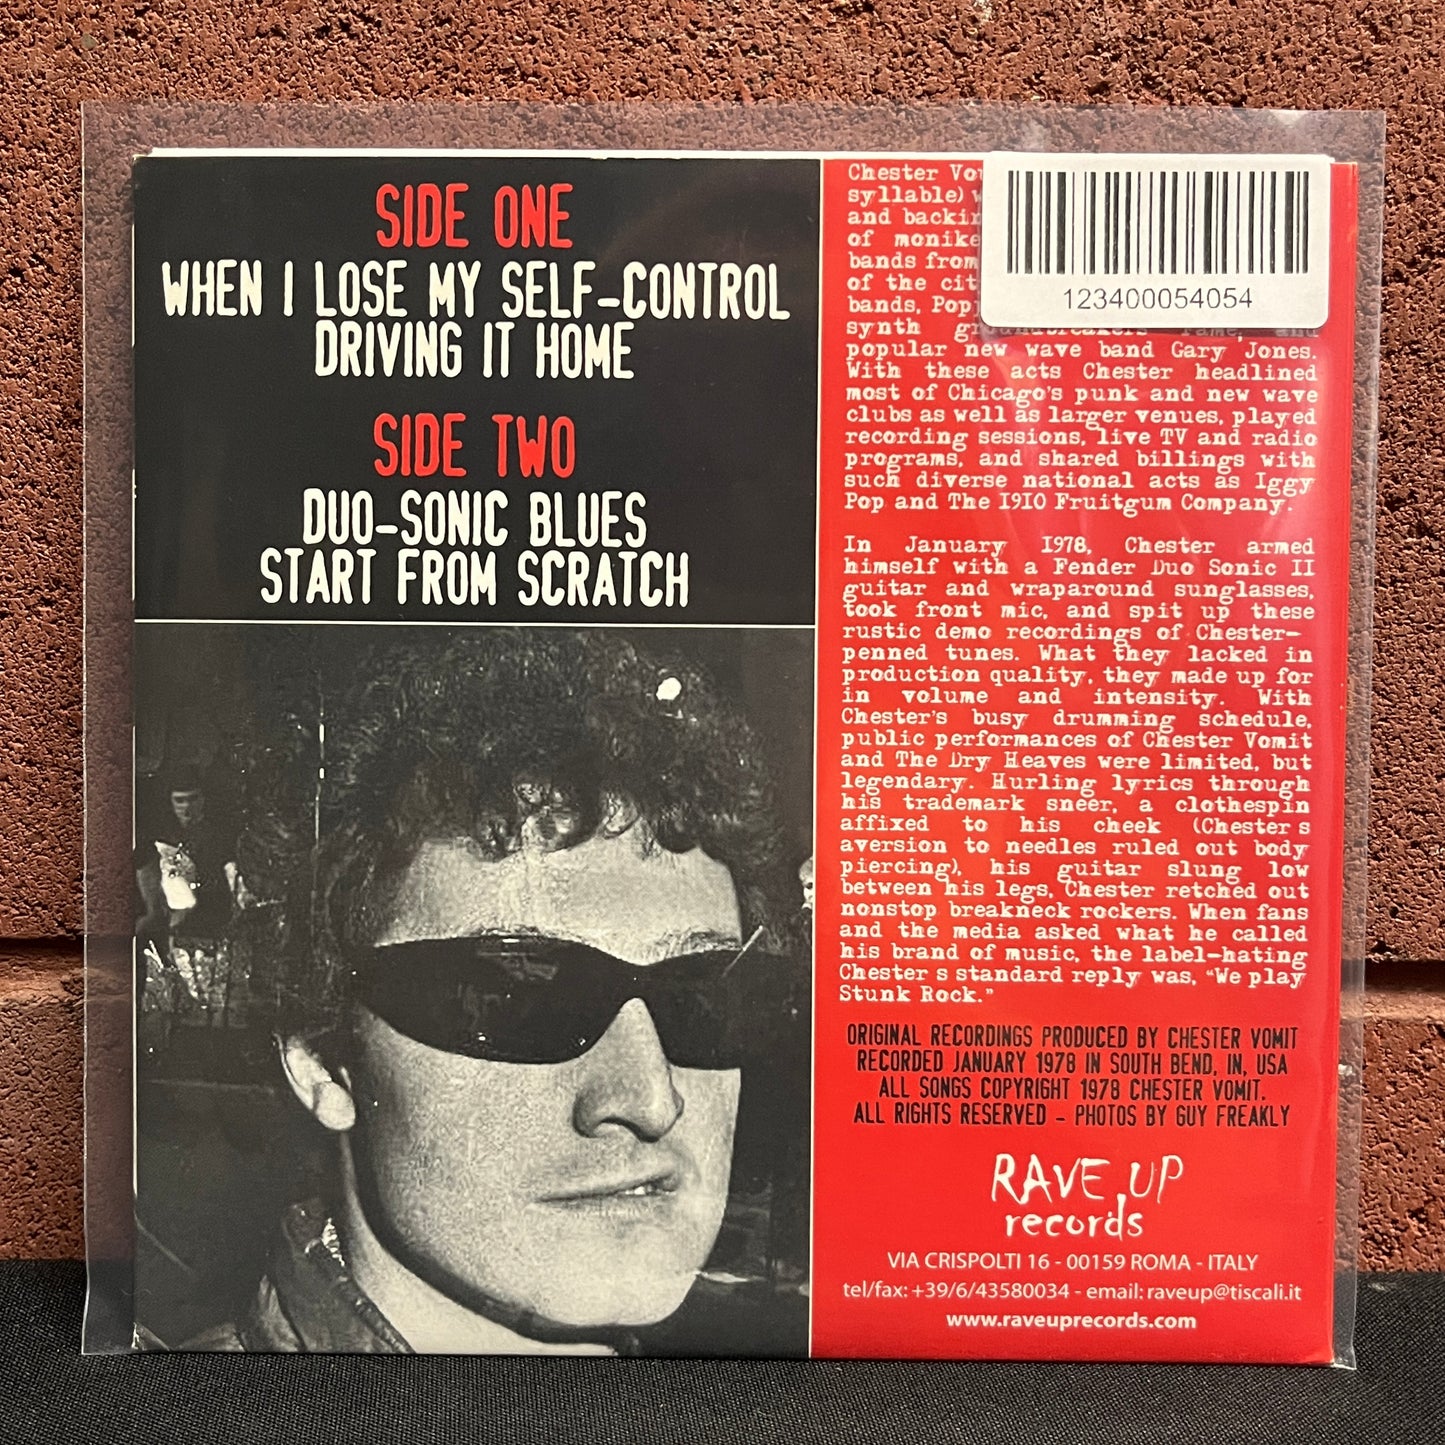 SIDE ONE
WHEN I LOSE MY SELF-CONTROL
DRIVING IT HOME
SIDE TWO
DUO-SONIC BLUES
START FROM SCRATCH
Chester
syllable)
and
of
bands from
of the
bands,
synth
popular new wave band Gary Jones.
With these acts Chester headlined
most of Chicago's punk and new wave
clubs as well as larger venues, played
recording sessions, live TV and radio
programs, and shared billings with
such diverse national acts as Iggy
Pop and The 1910 Fruitgum Company.
In January 1978, Chester armed
himself with a Fender Duo Sonic II
guitar and wraparound sunglasses,
took front mic, and spit up these
rustic demo recordings of Chester-
penned tunes. What they lacked in
production quality, they made up for
in volume and intensity. With
Chester's busy drumming schedule,
public performances of Chester Vomit
and The Dry Heaves were limited, but
legendary. Hurling lyrics through
his trademark sneer, a clothespin
affixed to his cheek (Chester s
aversion to needles ruled out body
piercing), his guitar slung low
between his legs, Chester retched out
nonstop breakneck rockers. When fans
and the media asked what he called
his brand of music, the label-hating
Chester s standard reply was, "We play
Stunk Rock."
ORIGINAL RECORDINGS PRODUCED BY CHESTER VOMIT
RECORDED JANUARY 1978 IN SOUTH BEND, IN, USA
ALL SONGS COPYRIGHT 1978 CHESTER VOMIT.
ALL RIGHTS RESERVED - PHOTOS BY GUY FREAKLY
RAVE UP
records
VIA CRISPOLTI 16 - 00159 ROMA - ITALY
tel/fax: +39/6/43580034 - email: raveup@tiscali.it
www.raveuprecords.com
123400054054